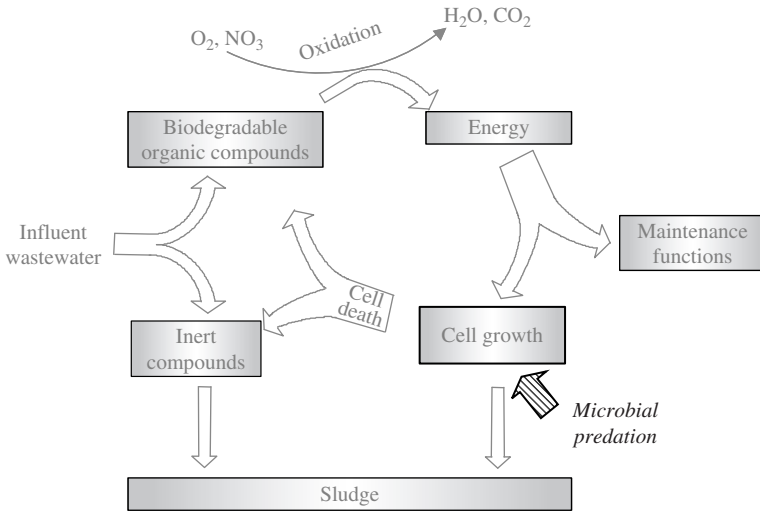 H₂O, CO₂
O₂, NO₃
Oxidation
Biodegradable
organic compounds
Energy
Influent
wastewater
Maintenance
functions
Cell
death
Inert
compounds
Cell growth
Microbial
predation
Sludge